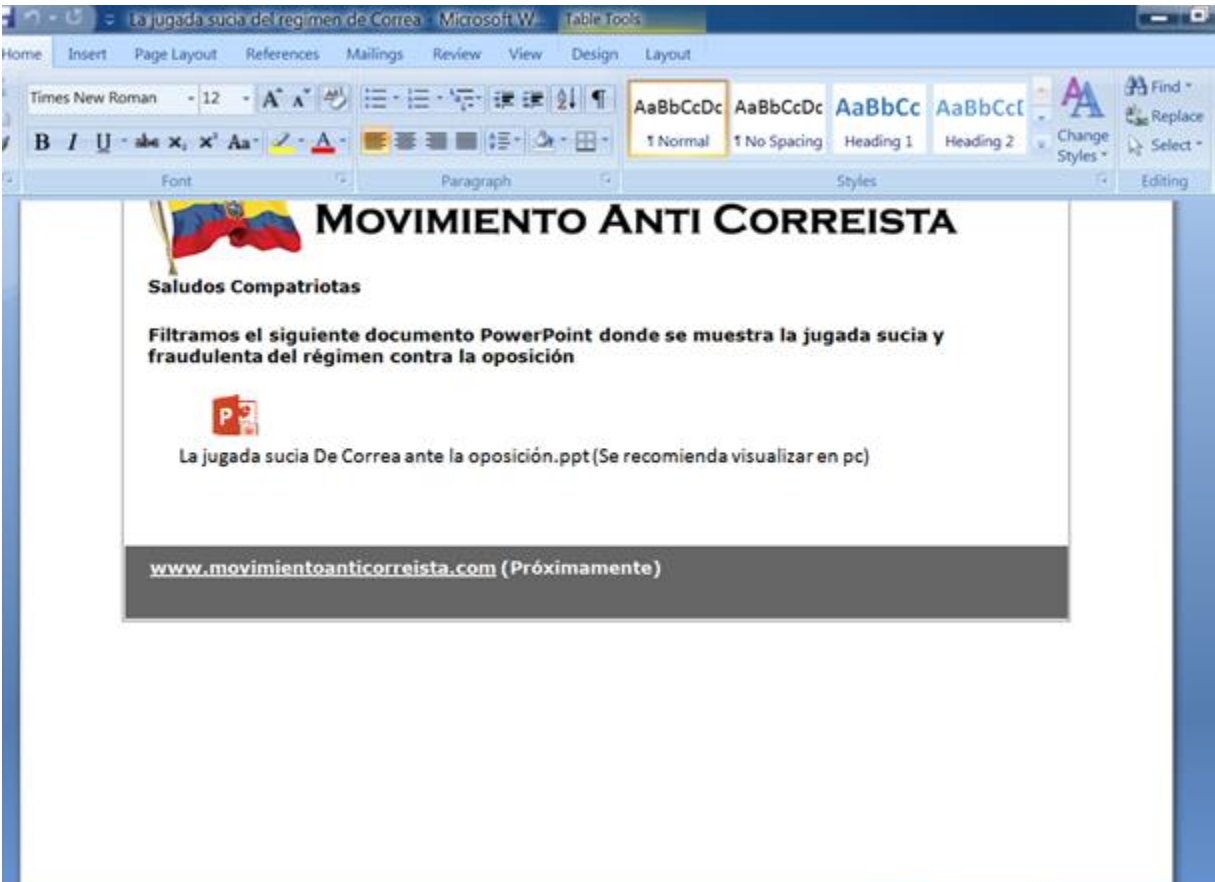 La jugada sucia del regimen de Correa - Microsoft W... Table Tools
Home Insert Page Layout References Mailings Review View Design Layout
Times New Roman 12 Find
AaBbCcDc AaBbCcDc AaBbCc AaBbCcI Replace
B I U abc x, x² Aa A ¶ Normal ¶ No Spacing Heading 1 Heading 2 Change Styles Select
Font Paragraph Styles Editing
MOVIMIENTO ANTI CORREISTA
Saludos Compatriotas
Filtramos el siguiente documento PowerPoint donde se muestra la jugada sucia y
fraudulenta del régimen contra la oposición
La jugada sucia De Correa ante la oposición.ppt (Se recomienda visualizar en pc)
www.movimientoanticorreista.com (Próximamente)